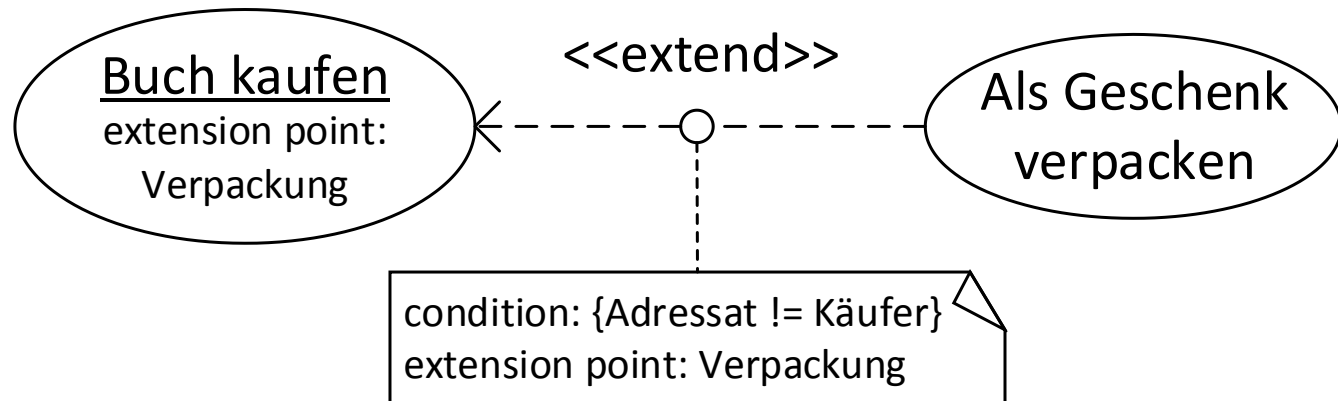 Buch kaufen
extension point:
Verpackung
<<extend>>
Als Geschenk
verpacken
condition: {Adressat != Käufer}
extension point: Verpackung